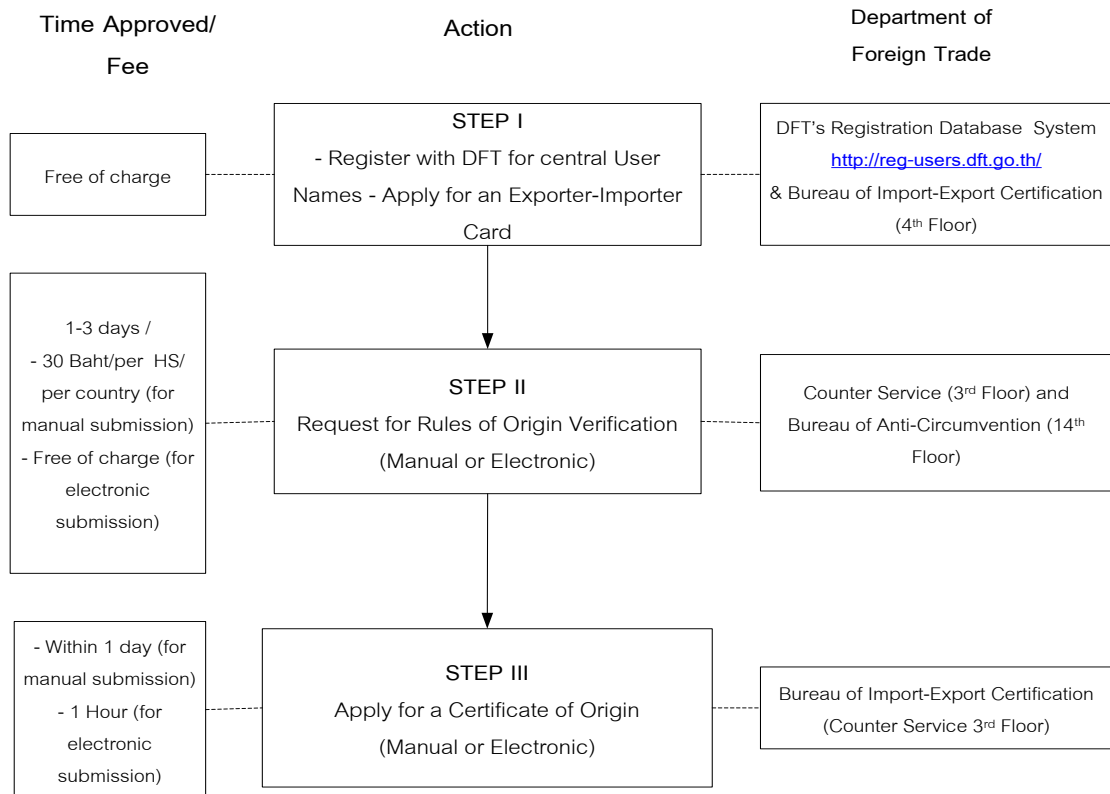 Time Approved/
Fee
Action
Department of
Foreign Trade
Free of charge
STEP I
- Register with DFT for central User
Names - Apply for an Exporter-Importer
Card
DFT's Registration Database System
http://reg-users.dft.go.th/
& Bureau of Import-Export Certification
(4th Floor)
1-3 days /
- 30 Baht/per HS/
per country (for
manual submission)
- Free of charge (for
electronic
submission)
STEP II
Request for Rules of Origin Verification
(Manual or Electronic)
Counter Service (3rd Floor) and
Bureau of Anti-Circumvention (14th
Floor)
- Within 1 day (for
manual submission)
- 1 Hour (for
electronic
submission)
STEP III
Apply for a Certificate of Origin
(Manual or Electronic)
Bureau of Import-Export Certification
(Counter Service 3rd Floor)